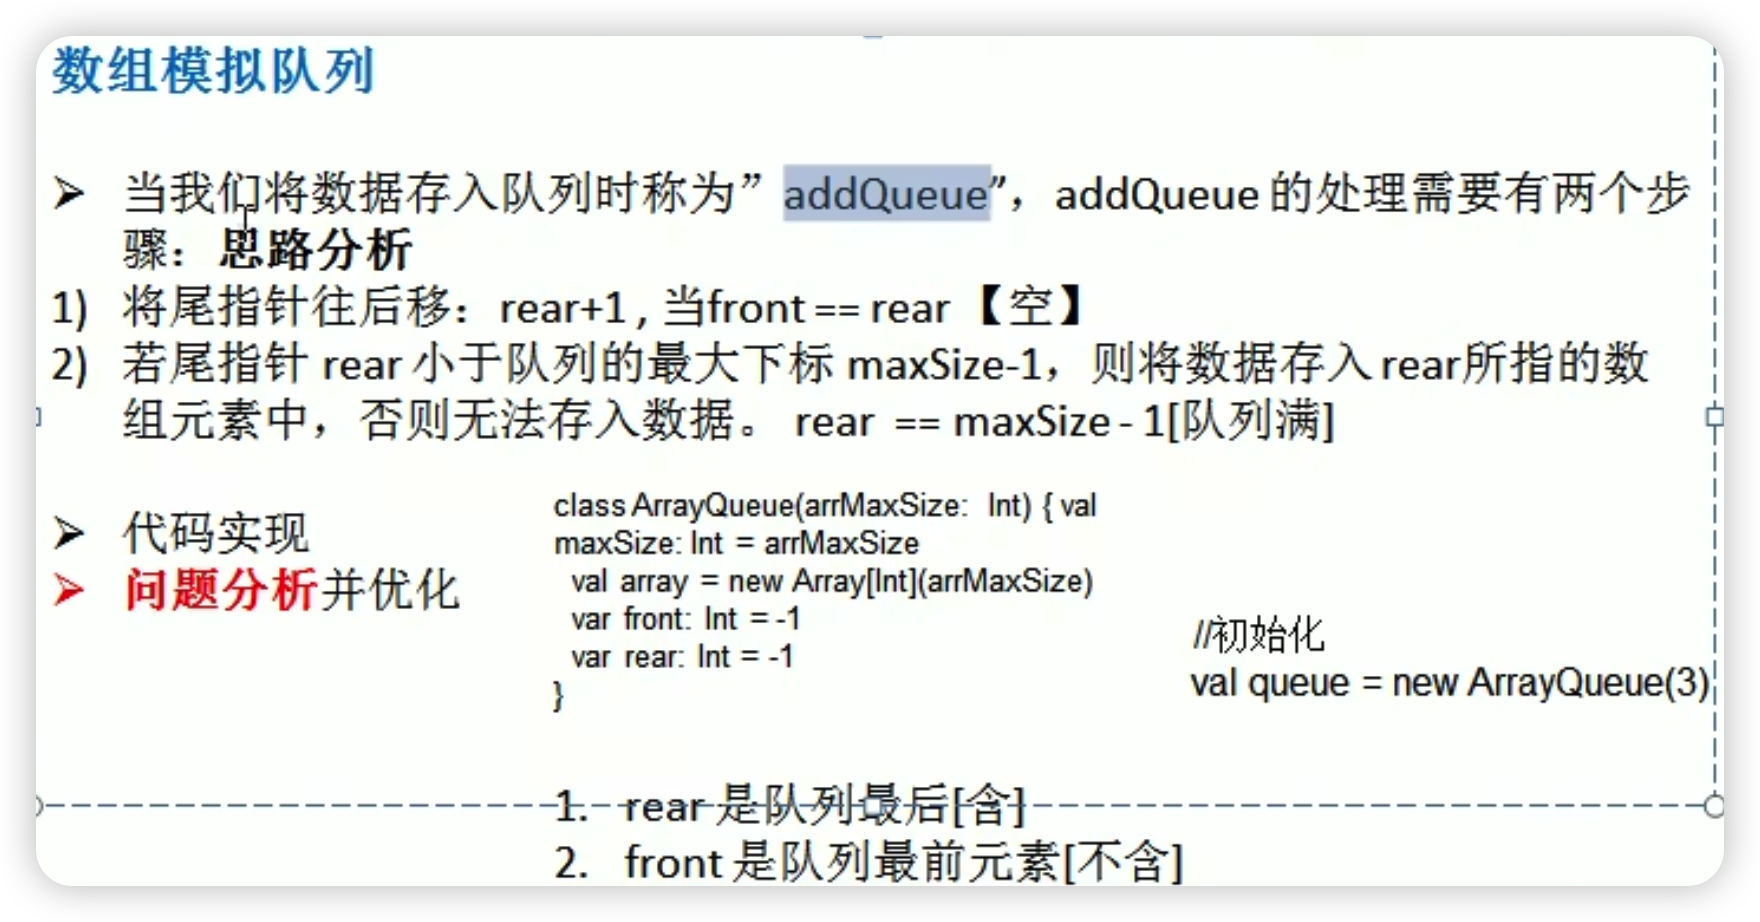 数组模拟队列
➢ 当我们将数据存入队列时称为” addQueue”，addQueue 的处理需要有两个步
骤：思路分析
1) 将尾指针往后移：rear+1 , 当front == rear 【空】
2) 若尾指针 rear 小于队列的最大下标 maxSize-1，则将数据存入 rear所指的数
组元素中，否则无法存入数据。 rear == maxSize - 1[队列满]
➢ 代码实现
➢ 问题分析并优化
class ArrayQueue(arrMaxSize: Int) { val
maxSize: Int = arrMaxSize
val array = new Array[Int](arrMaxSize)
var front: Int = -1
var rear: Int = -1
}
//初始化
val queue = new ArrayQueue(3)
1. rear 是队列最后[含]
2. front 是队列最前元素[不含]